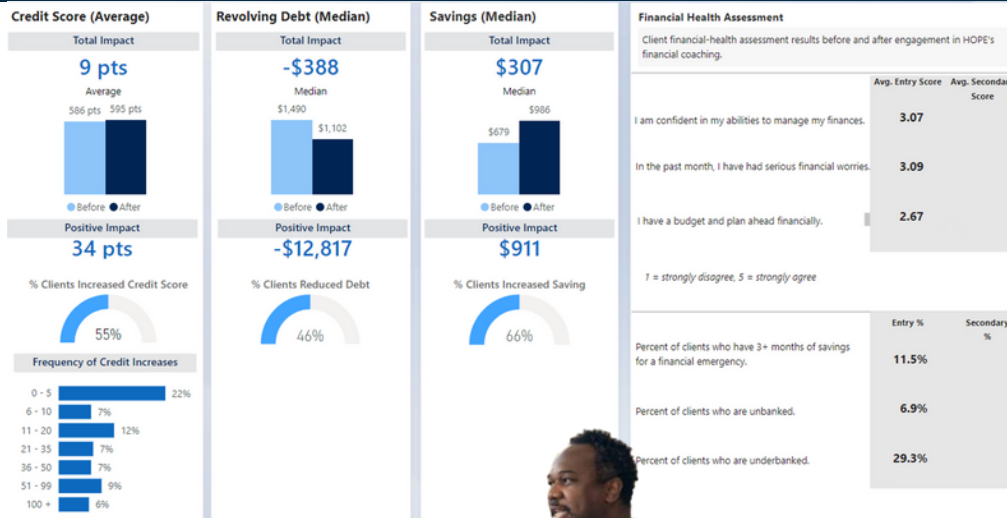 Credit Score (Average)
Total Impact
9 pts
Average
586 pts 595 pts
Before After
Positive Impact
34 pts
% Clients Increased Credit Score
55%
Frequency of Credit Increases
0 - 5 22%
6 - 10 7%
11 - 20 12%
21 - 35 7%
36 - 50 7%
51 - 99 9%
100 + 6%
Revolving Debt (Median)
Total Impact
-$388
Median
$1,490
$1,102
Before After
Positive Impact
-$12,817
% Clients Reduced Debt
46%
Savings (Median)
Total Impact
$307
Median
$986
$679
Before After
Positive Impact
$911
% Clients Increased Saving
66%
Financial Health Assessment
Client financial-health assessment results before and after engagement in HOPE's
financial coaching.
Avg. Entry Score Avg.
Score
I am confident in my abilities to manage my finances. 3.07
In the past month, I have had serious financial worries. 3.09
I have a budget and plan ahead financially. 2.67
1 = strongly disagree, 5 = strongly agree
Entry % Secondary
%
Percent of clients who have 3+ months of savings
for a financial emergency. 11.5%
Percent of clients who are unbanked. 6.9%
Percent of clients who are underbanked. 29.3%